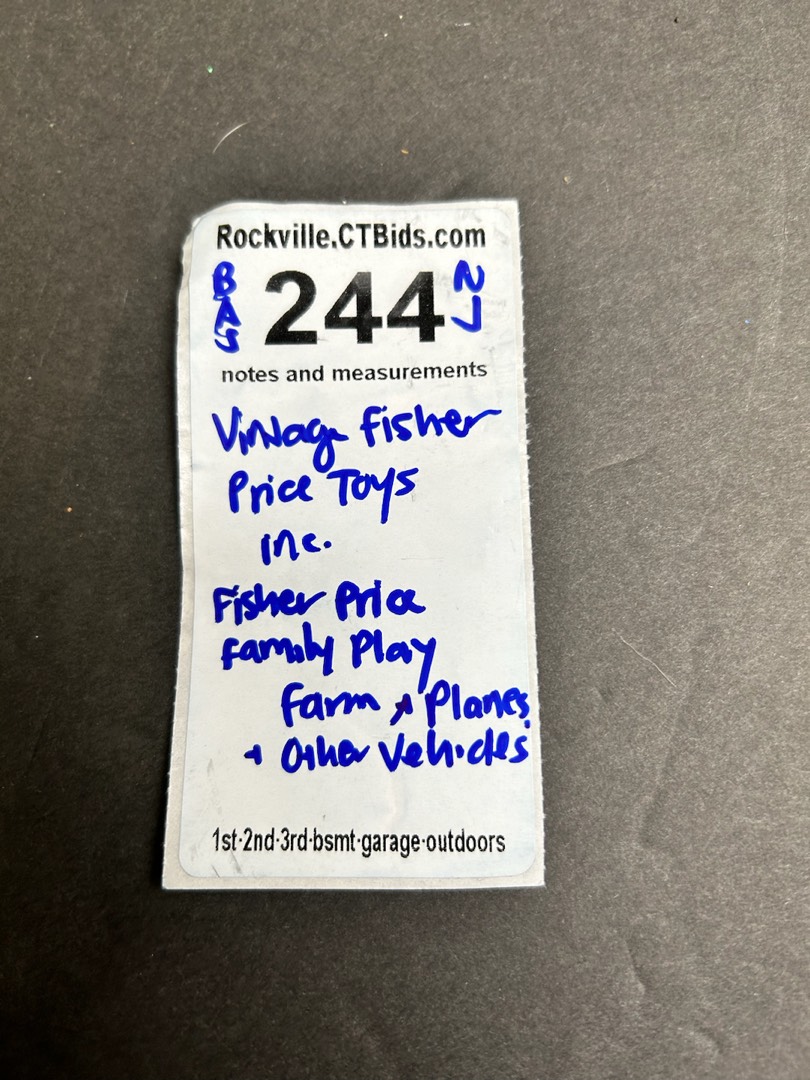 Rockville.CTBids.com
BAS 244 NJ
notes and measurements
Vintage Fisher
Price Toys
inc.
Fisher Price
family Play
farm, Planes,
+ Other Vehicles
1st·2nd·3rd·bsmt·garage·outdoors